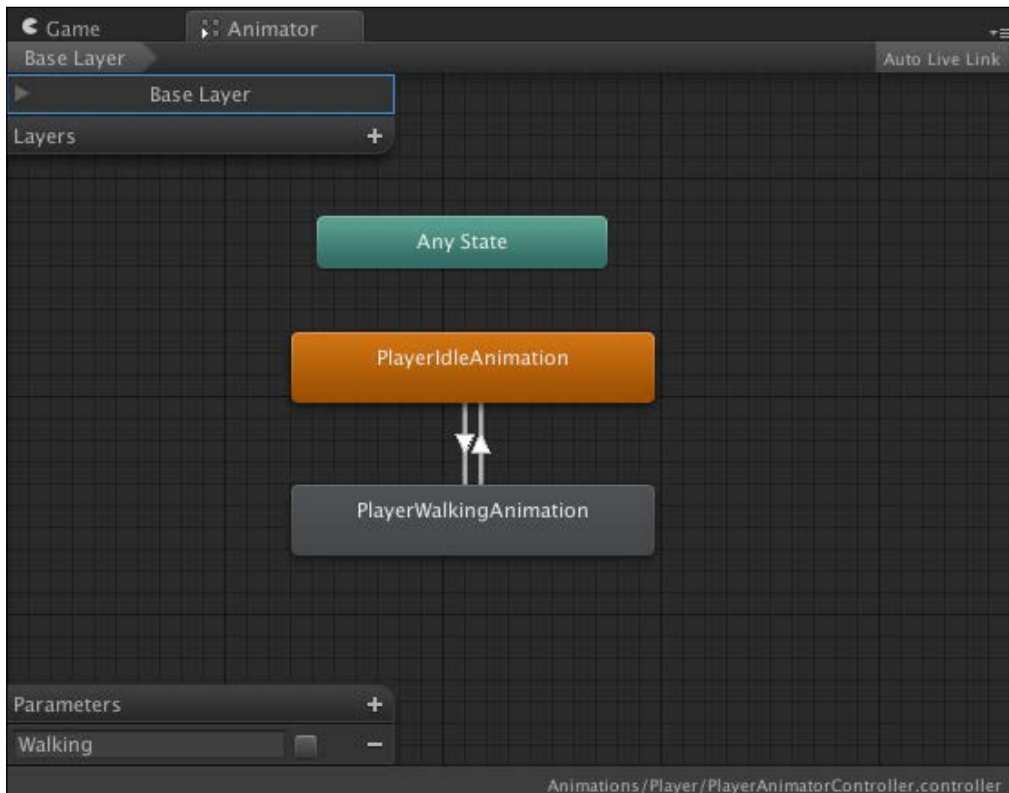 Game
Animator
Base Layer
Auto Live Link
Base Layer
Layers
+
Any State
PlayerIdleAnimation
PlayerWalkingAnimation
Parameters
+
Walking
−
Animations/Player/PlayerAnimatorController.controller